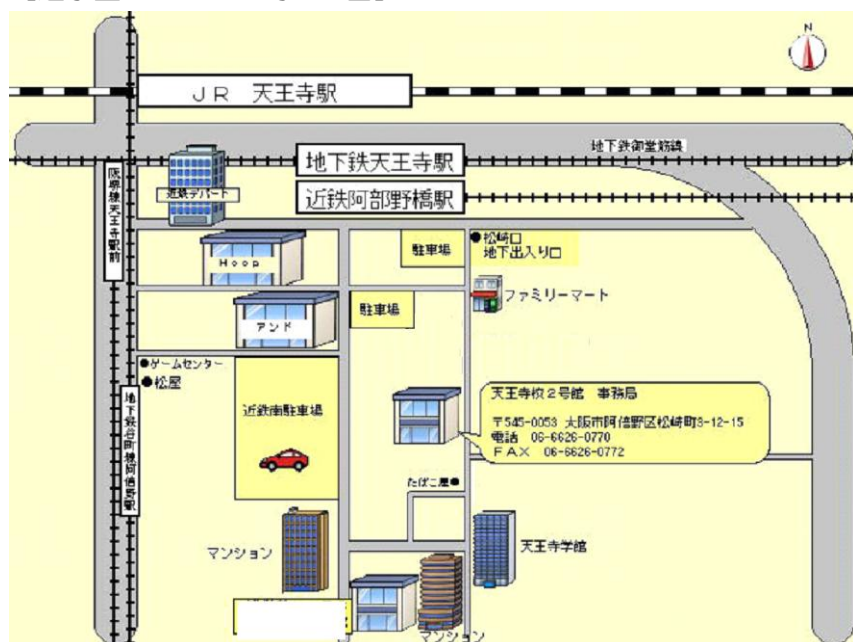 N
JR 天王寺駅
地下鉄御堂筋線
地下鉄天王寺駅
近鉄阿部野橋駅
近鉄デパート
阪堺線天王寺駅前
Hoop
駐車場
●松崎口
地下出入り口
ファミリーマート
駐車場
アンド
●ゲームセンター
●松屋
地下鉄谷町線阿倍野駅
近鉄南駐車場
天王寺校2号館 事務局
〒545-0053 大阪市阿倍野区松崎町3-12-15
電話 06-6626-0770
FAX 06-6626-0772
たばこ屋●
マンション
天王寺学館
マンション